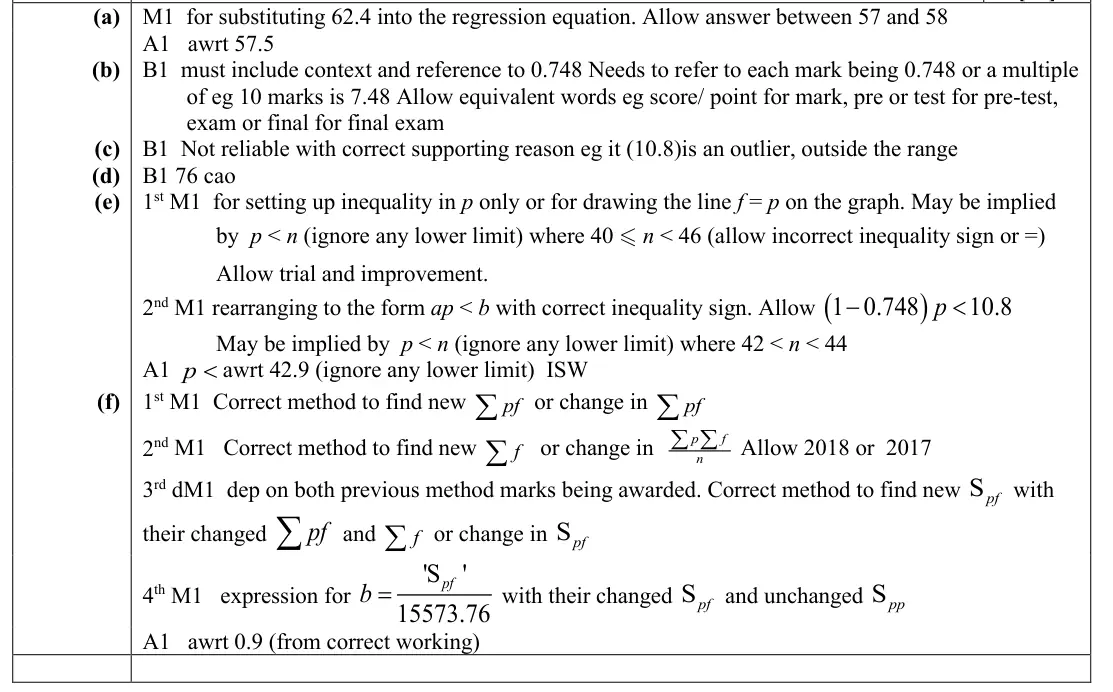 (a) M1 for substituting 62.4 into the regression equation. Allow answer between 57 and 58
A1 awrt 57.5
(b) B1 must include context and reference to 0.748 Needs to refer to each mark being 0.748 or a multiple
of eg 10 marks is 7.48 Allow equivalent words eg score/ point for mark, pre or test for pre-test,
exam or final for final exam
(c) B1 Not reliable with correct supporting reason eg it (10.8)is an outlier, outside the range
(d) B1 76 cao
(e) 1st M1 for setting up inequality in p only or for drawing the line f = p on the graph. May be implied
by p < n (ignore any lower limit) where 40 ⩽ n < 46 (allow incorrect inequality sign or =)
Allow trial and improvement.
2nd M1 rearranging to the form ap < b with correct inequality sign. Allow (1−0.748) p < 10.8
May be implied by p < n (ignore any lower limit) where 42 < n < 44
A1 p < awrt 42.9 (ignore any lower limit) ISW
(f) 1st M1 Correct method to find new ∑pf or change in ∑pf
2nd M1 Correct method to find new ∑f or change in ∑p∑f/n Allow 2018 or 2017
3rd dM1 dep on both previous method marks being awarded. Correct method to find new Spf with
their changed ∑pf and ∑f or change in Spf
4th M1 expression for b = 'Spf'/15573.76 with their changed Spf and unchanged Spp
A1 awrt 0.9 (from correct working)